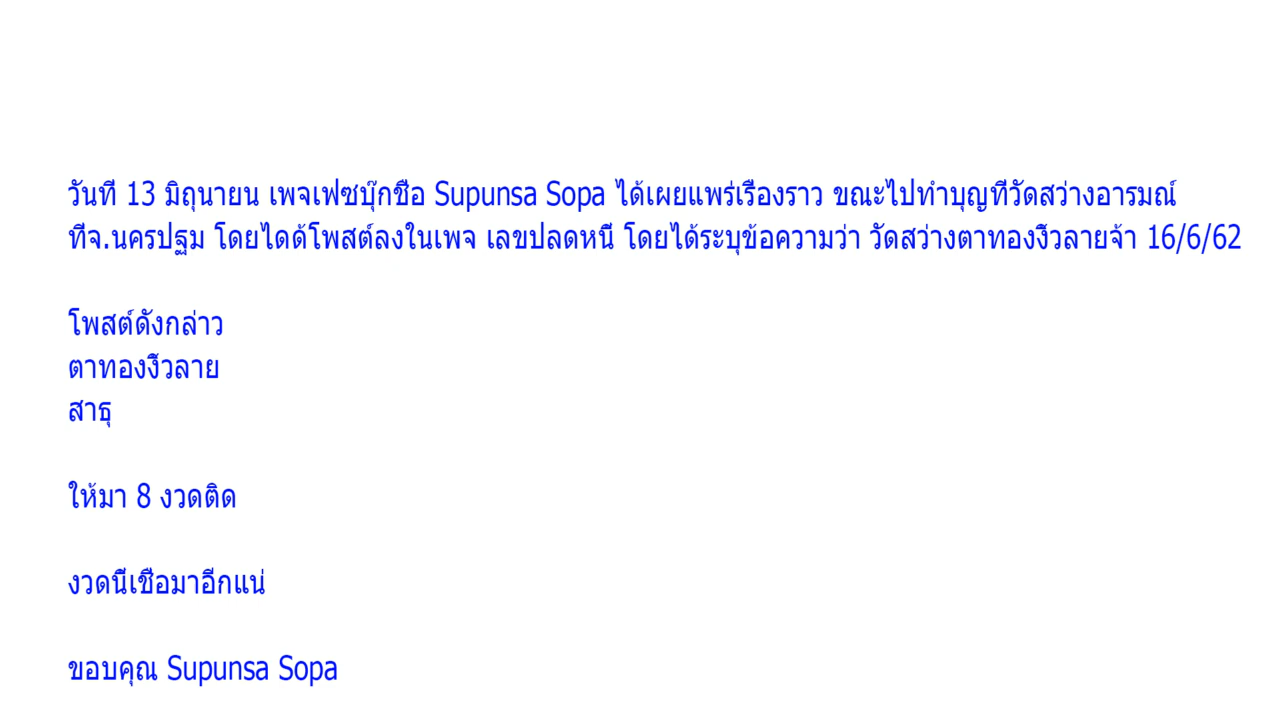 วันที่ 13 มิถุนายน เพจเฟซบุ๊กชื่อ Supunsa Sopa ได้เผยแพร่เรื่องราว ขณะไปทำบุญที่วัดสว่างอารมณ์
ที่จ.นครปฐม โดยไดด้โพสต์ลงในเพจ เลขปลดหนี้ โดยได้ระบุข้อความว่า วัดสว่างตาทองงิ้วลายจ้า 16/6/62
โพสต์ดังกล่าว
ตาทองงิ้วลาย
สาธุ
ให้มา 8 งวดติด
งวดนี้เชื่อมาอีกแน่
ขอบคุณ Supunsa Sopa